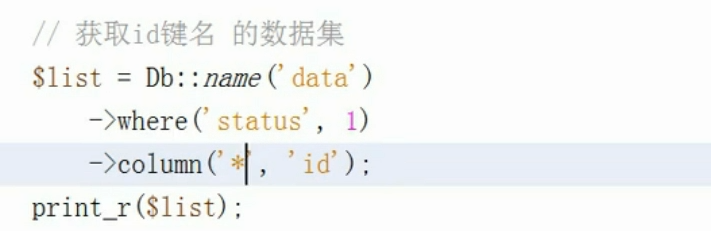 // 获取id键名 的数据集
$list = Db::name('data')
->where('status', 1)
->column('*', 'id');
print_r($list);